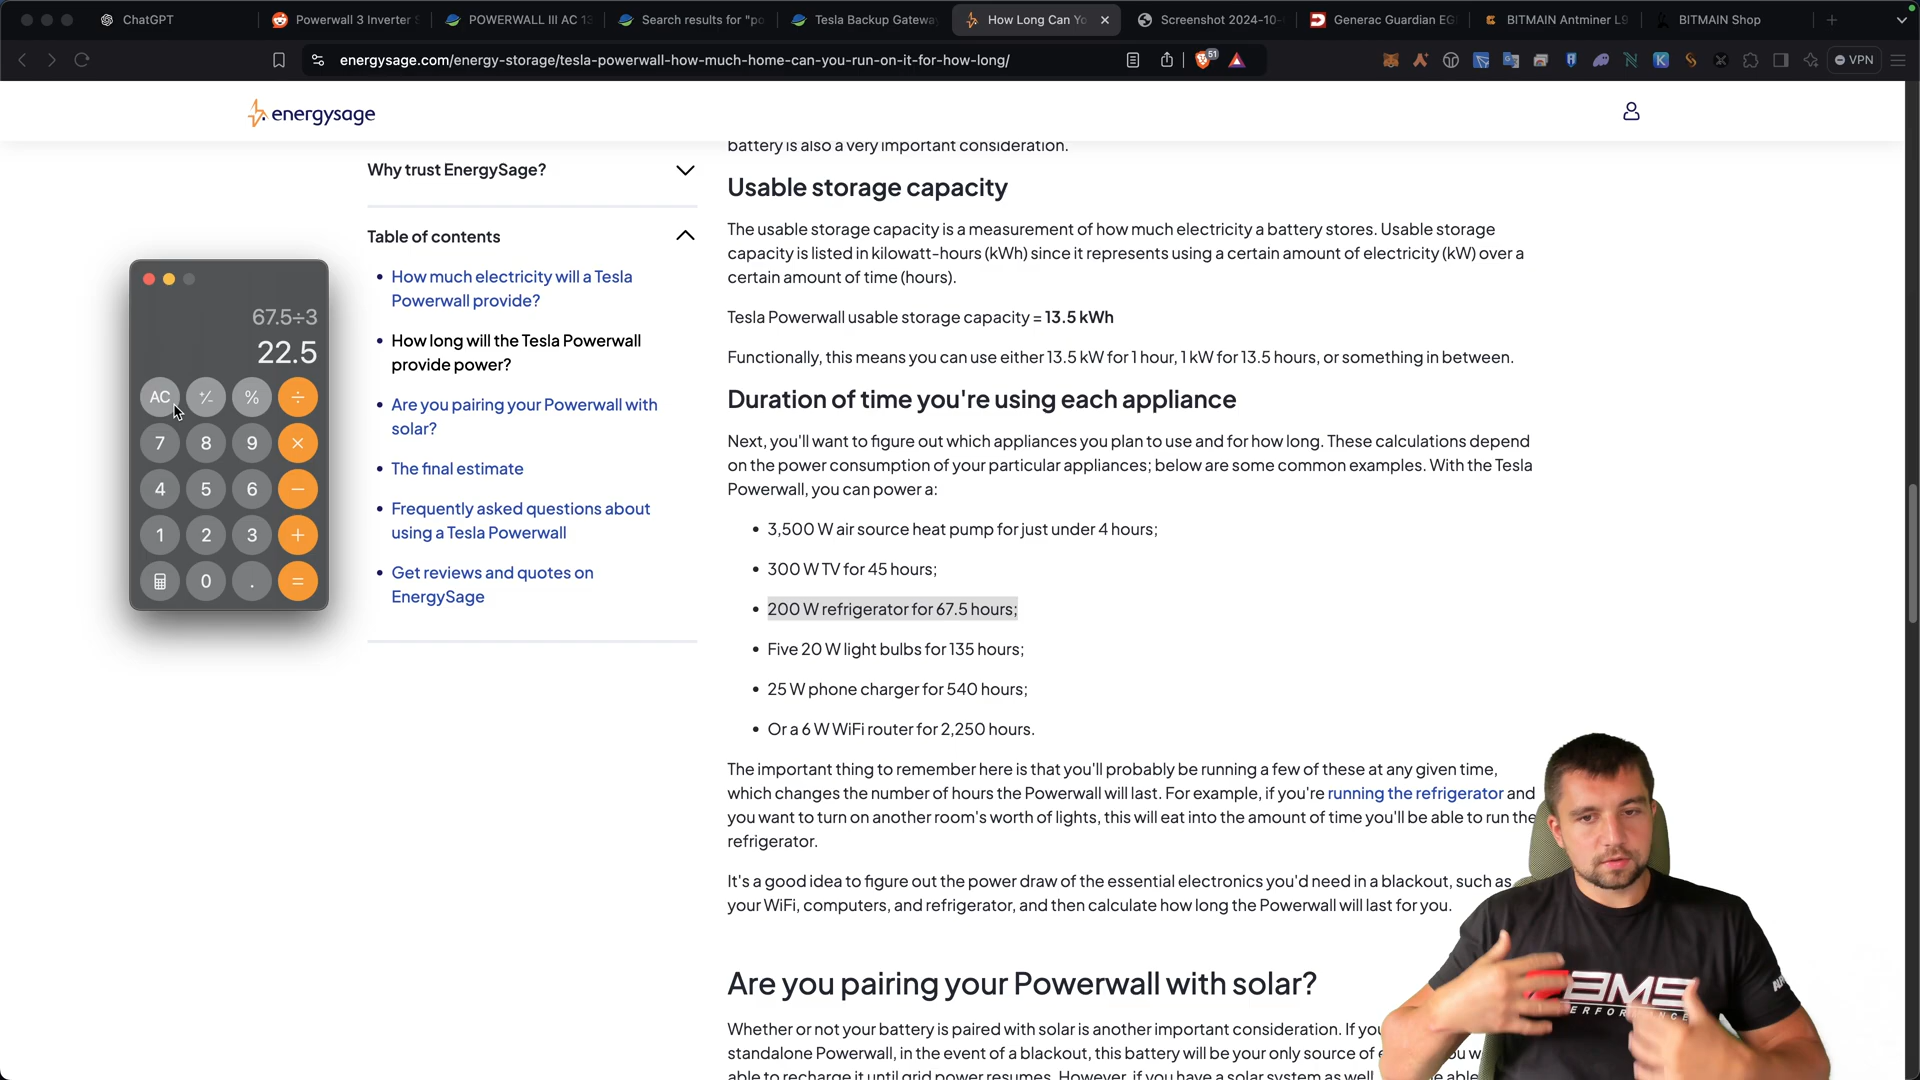 ChatGPT
Powerwall 3 Inverter
POWERWALL III AC 13
Search results for "po
Tesla Backup Gateway
How Long Can Yo
Screenshot 2024-10-
Generac Guardian EG
BITMAIN Antminer L9
BITMAIN Shop
energysage.com/energy-storage/tesla-powerwall-how-much-home-can-you-run-on-it-for-how-long/
51
VPN
energysage
Why trust EnergySage?
Table of contents
How much electricity will a Tesla
Powerwall provide?
How long will the Tesla Powerwall
provide power?
Are you pairing your Powerwall with
solar?
The final estimate
Frequently asked questions about
using a Tesla Powerwall
Get reviews and quotes on
EnergySage
67.5÷3
22.5
AC +/- % ÷
7 8 9 ×
4 5 6 −
1 2 3 +
0 . =
battery is also a very important consideration.
Usable storage capacity
The usable storage capacity is a measurement of how much electricity a battery stores. Usable storage
capacity is listed in kilowatt-hours (kWh) since it represents using a certain amount of electricity (kW) over a
certain amount of time (hours).
Tesla Powerwall usable storage capacity = 13.5 kWh
Functionally, this means you can use either 13.5 kW for 1 hour, 1 kW for 13.5 hours, or something in between.
Duration of time you're using each appliance
Next, you'll want to figure out which appliances you plan to use and for how long. These calculations depend
on the power consumption of your particular appliances; below are some common examples. With the Tesla
Powerwall, you can power a:
3,500 W air source heat pump for just under 4 hours;
300 W TV for 45 hours;
200 W refrigerator for 67.5 hours;
Five 20 W light bulbs for 135 hours;
25 W phone charger for 540 hours;
Or a 6 W WiFi router for 2,250 hours.
The important thing to remember here is that you'll probably be running a few of these at any given time,
which changes the number of hours the Powerwall will last. For example, if you're running the refrigerator and
you want to turn on another room's worth of lights, this will eat into the amount of time you'll be able to run the
refrigerator.
It's a good idea to figure out the power draw of the essential electronics you'd need in a blackout, such as
your WiFi, computers, and refrigerator, and then calculate how long the Powerwall will last for you.
Are you pairing your Powerwall with solar?
Whether or not your battery is paired with solar is another important consideration. If you
standalone Powerwall, in the event of a blackout, this battery will be your only source of
able to recharge it until grid power resumes. However, if you have a solar system as well